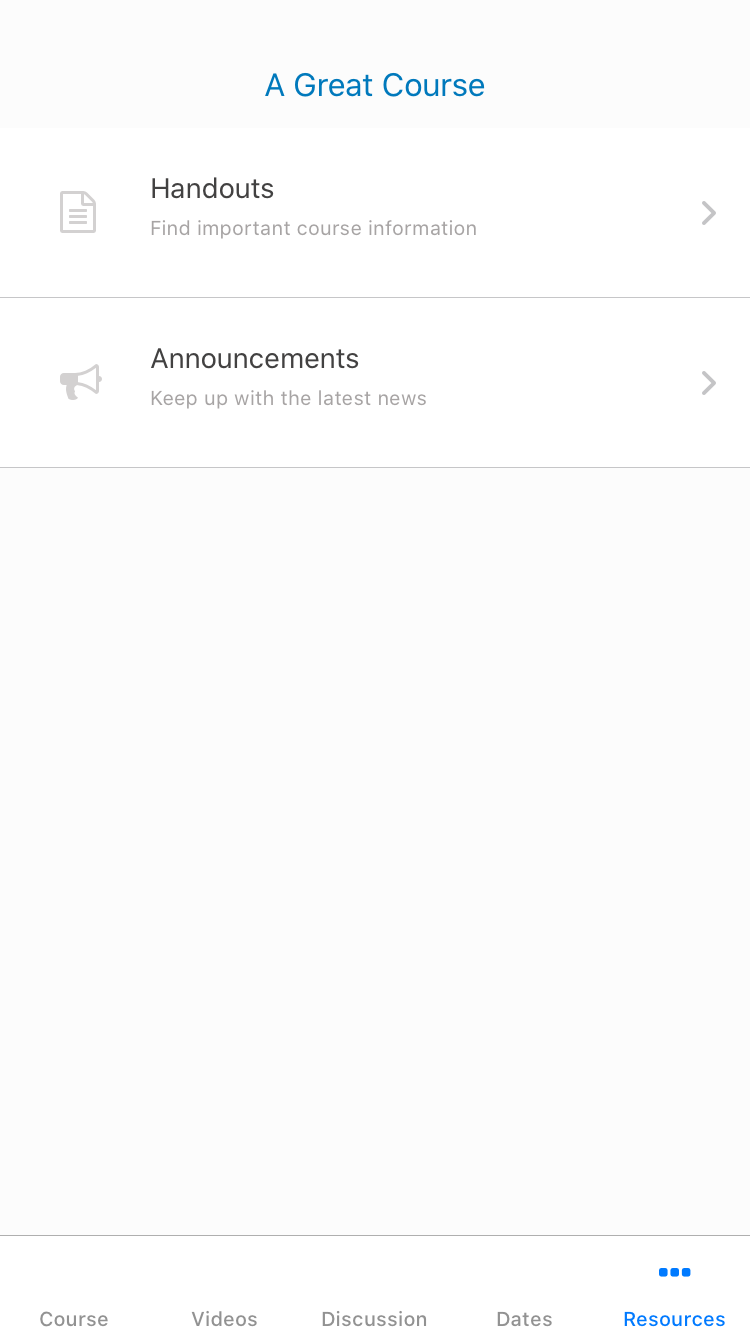 A Great Course
Handouts
Find important course information
Announcements
Keep up with the latest news
Course Videos Discussion Dates Resources